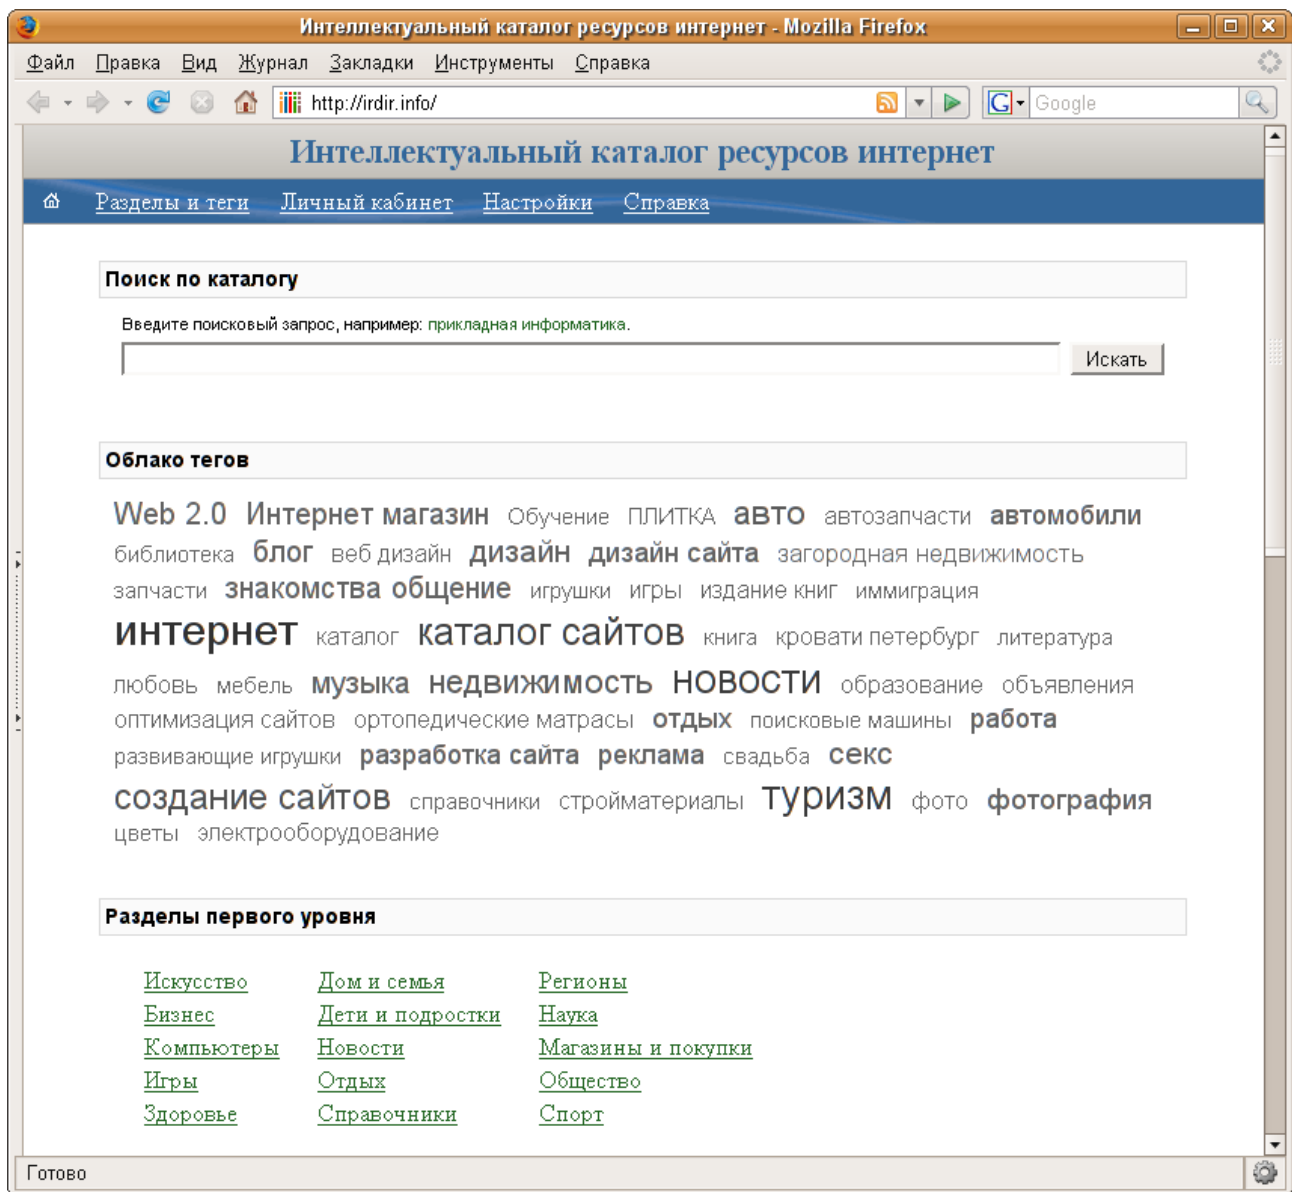 Интеллектуальный каталог ресурсов интернет - Mozilla Firefox
Файл Правка Вид Журнал Закладки Инструменты Справка
http://irdir.info/ G Google
Интеллектуальный каталог ресурсов интернет
Разделы и теги Личный кабинет Настройки Справка
Поиск по каталогу
Введите поисковый запрос, например: прикладная информатика.
Искать
Облако тегов
Web 2.0 Интернет магазин Обучение ПЛИТКА авто автозапчасти автомобили
библиотека блог веб дизайн дизайн дизайн сайта загородная недвижимость
запчасти знакомства общение игрушки игры издание книг иммиграция
интернет каталог каталог сайтов книга кровати петербург литература
любовь мебель музыка недвижимость новости образование объявления
оптимизация сайтов ортопедические матрасы отдых поисковые машины работа
развивающие игрушки разработка сайта реклама свадьба секс
создание сайтов справочники стройматериалы туризм фото фотография
цветы электрооборудование
Разделы первого уровня
Искусство Дом и семья Регионы
Бизнес Дети и подростки Наука
Компьютеры Новости Магазины и покупки
Игры Отдых Общество
Здоровье Справочники Спорт
Готово